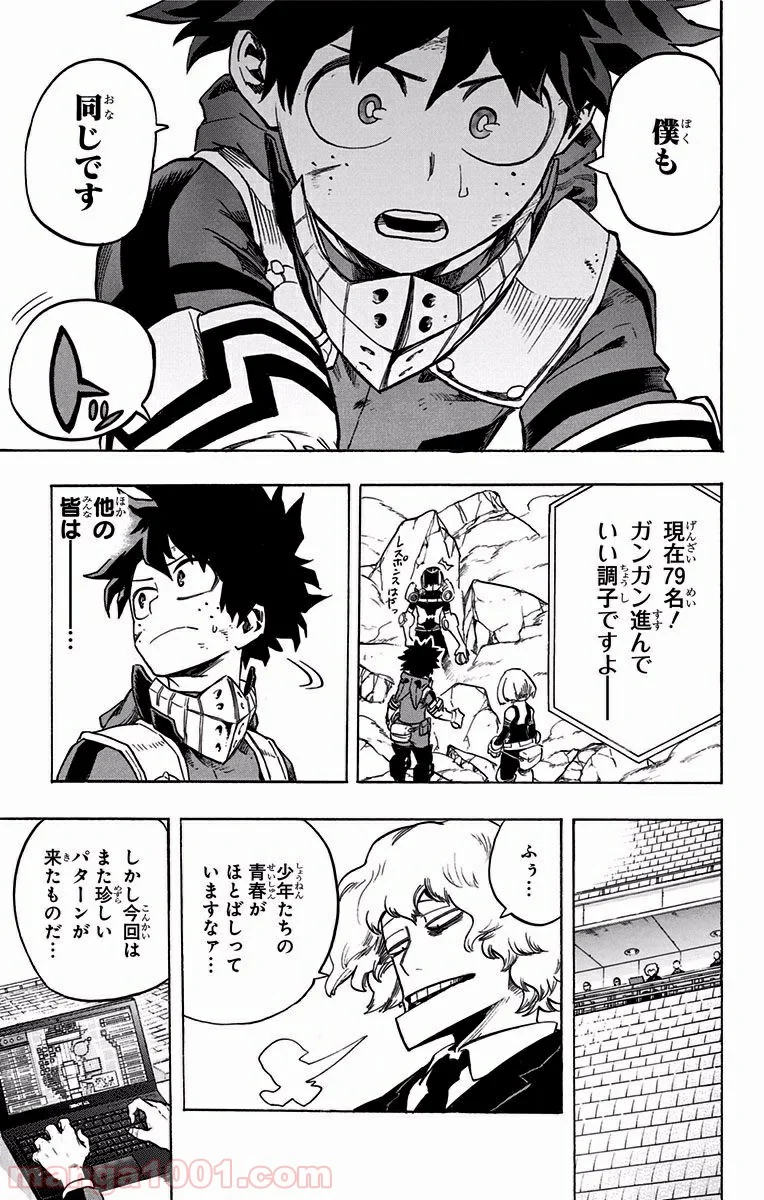 僕も
同じです
ドッ
現在79名!
ガンガン進んで
いい調子ですよ――
レスポンスはやっ
他の
皆は――…
ふぅ…
少年たちの
青春が
ほとばしって
いますなァ…
しかし今回は
また珍しい
パターンが
来たものだ…
manga1001.com